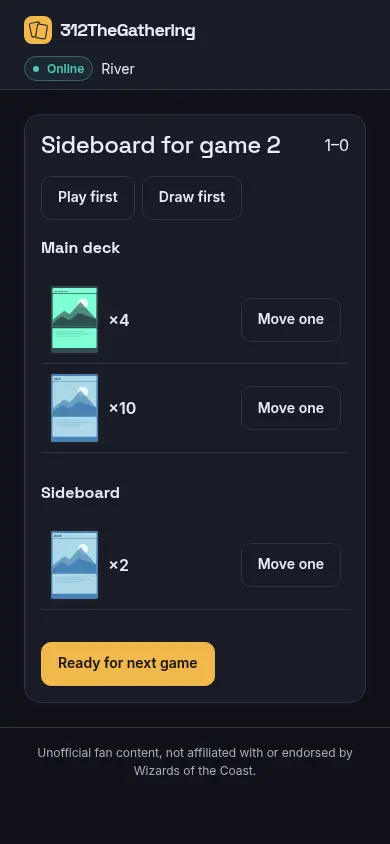 312TheGathering
Online
River
Sideboard for game 2
1–0
Play first
Draw first
Main deck
×4
Move one
×10
Move one
Sideboard
×2
Move one
Ready for next game
Unofficial fan content, not affiliated with or endorsed by
Wizards of the Coast.